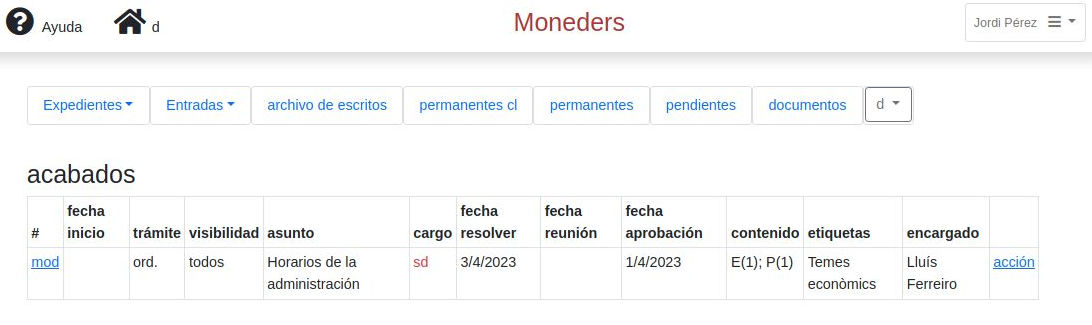 Ayuda d Moneders Jordi Pérez
Expedientes Entradas archivo de escritos permanentes cl permanentes pendientes documentos d
acabados
# fecha inicio trámite visibilidad asunto cargo fecha resolver fecha reunión fecha aprobación contenido etiquetas encargado
mod ord. todos Horarios de la administración sd 3/4/2023 1/4/2023 E(1); P(1) Temes econòmics Lluís Ferreiro acción